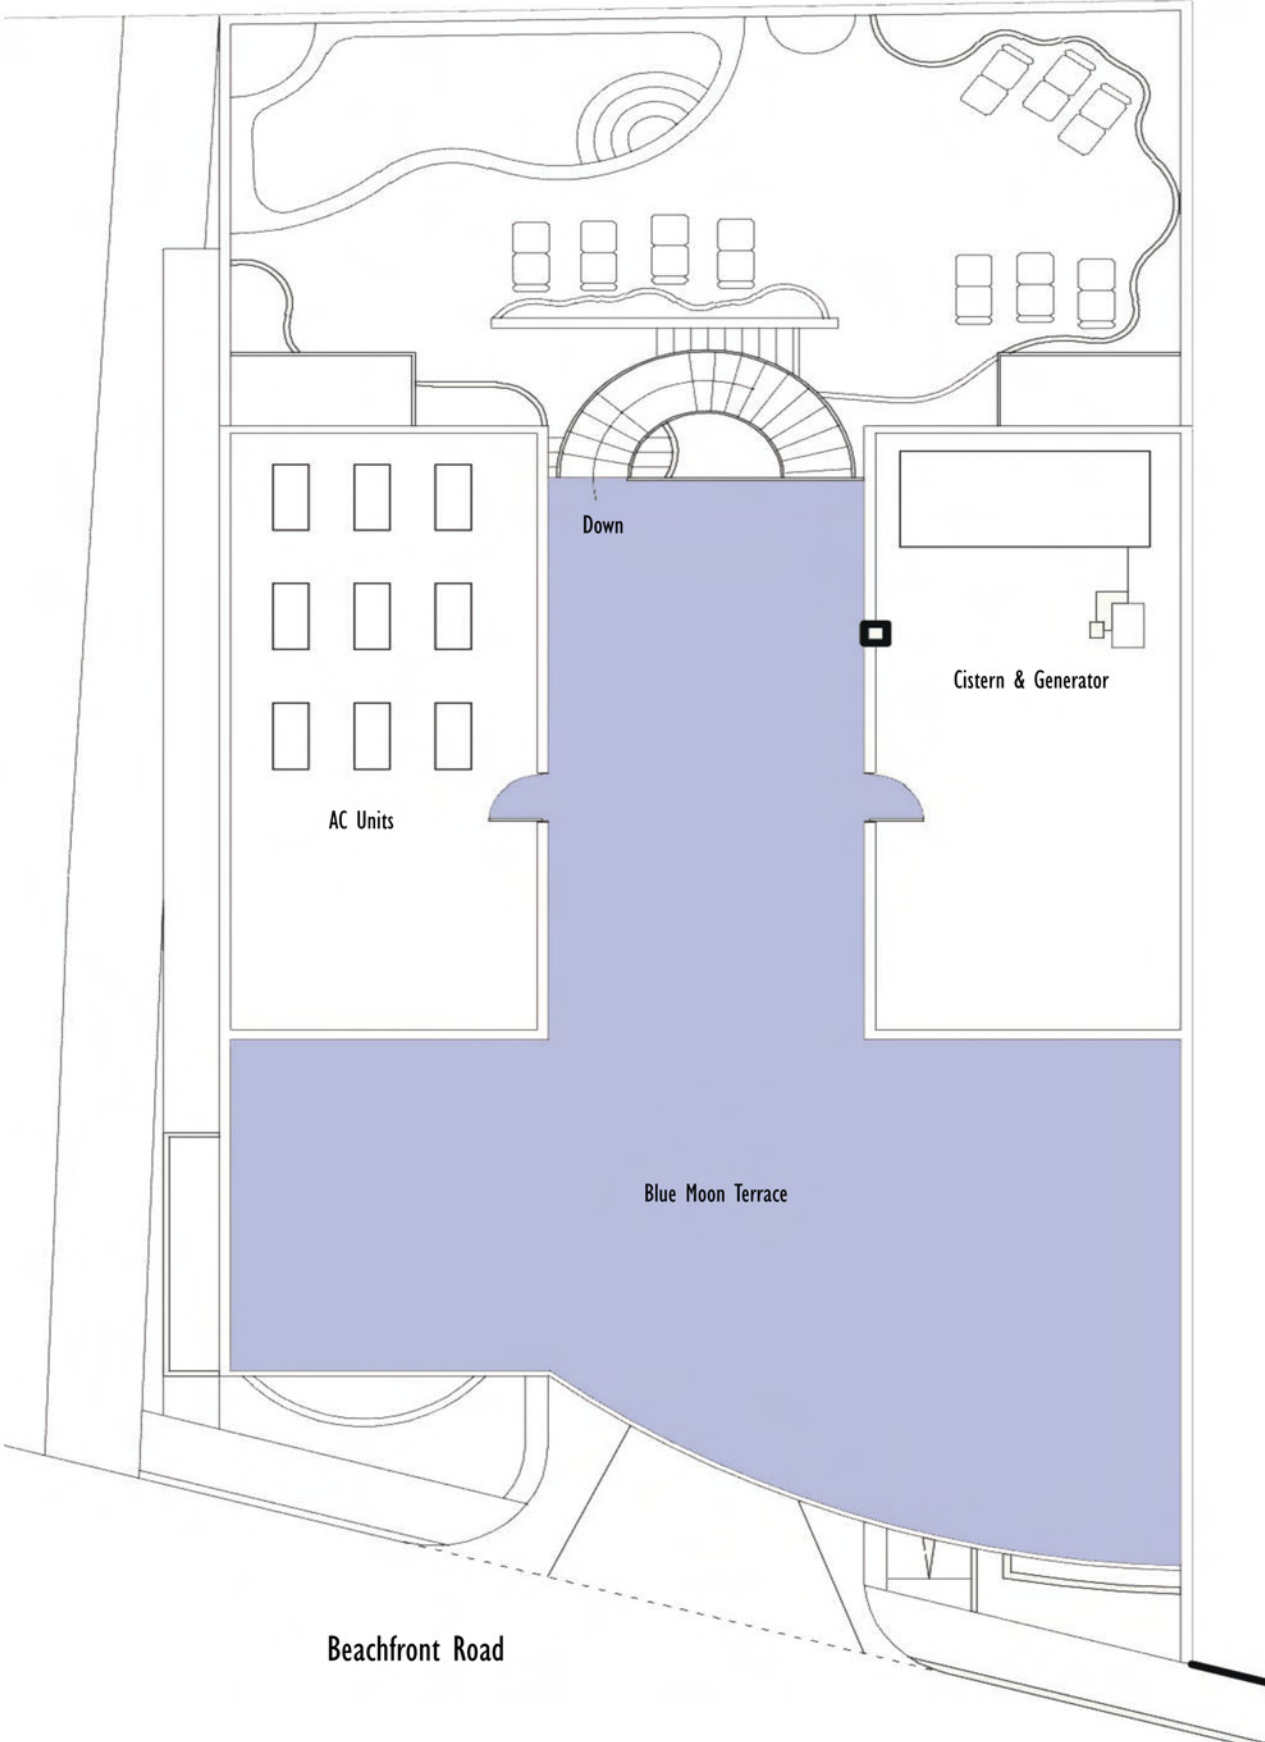 Down
Cistern & Generator
AC Units
Blue Moon Terrace
Beachfront Road